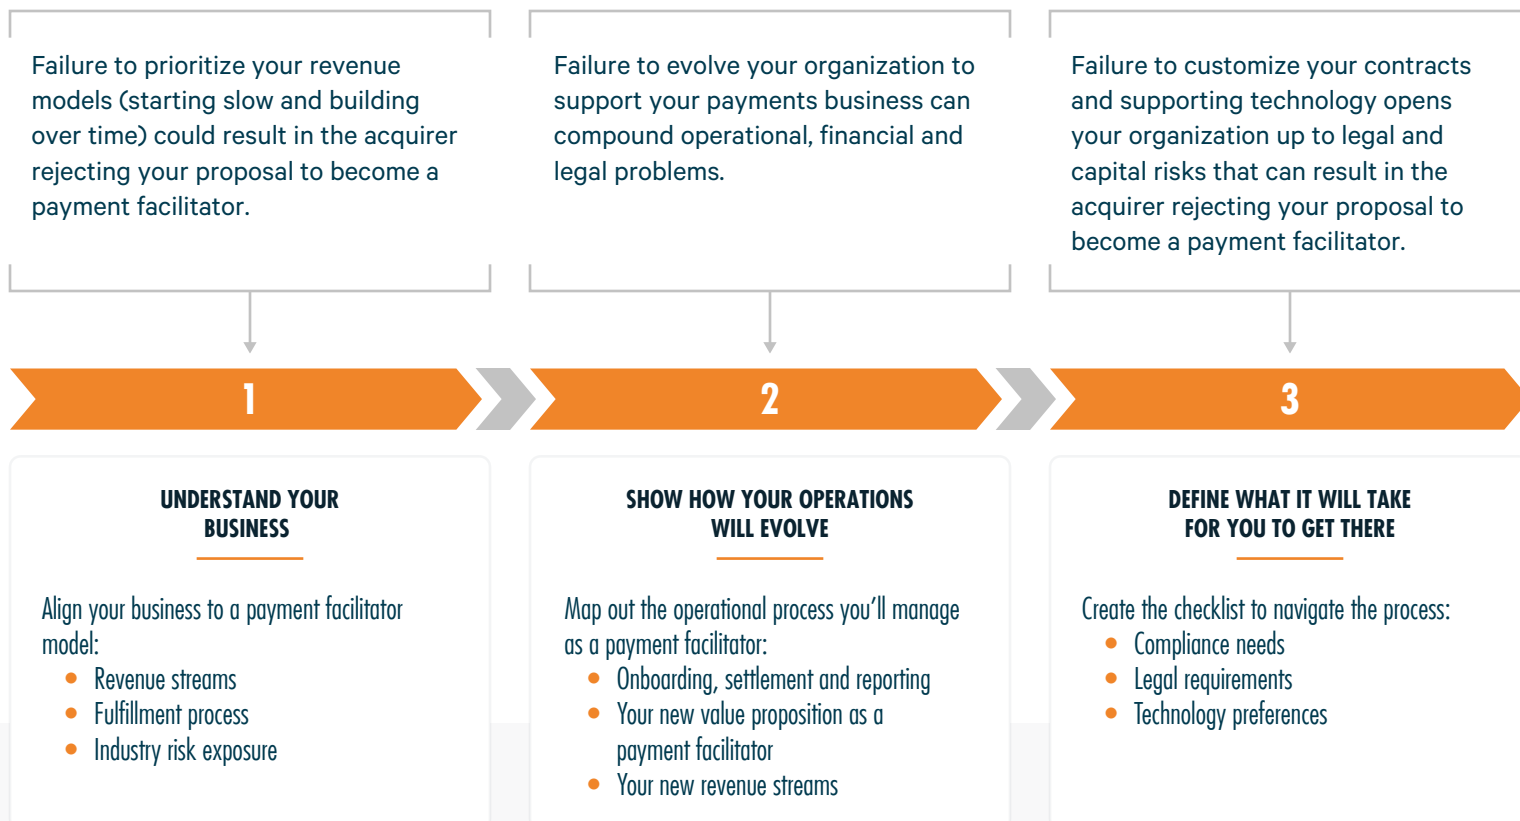 Failure to prioritize your revenue
models (starting slow and building
over time) could result in the acquirer
rejecting your proposal to become a
payment facilitator.
Failure to evolve your organization to
support your payments business can
compound operational, financial and
legal problems.
Failure to customize your contracts
and supporting technology opens
your organization up to legal and
capital risks that can result in the
acquirer rejecting your proposal to
become a payment facilitator.
1
2
3
UNDERSTAND YOUR
BUSINESS
Align your business to a payment facilitator
model:
• Revenue streams
• Fulfillment process
• Industry risk exposure
SHOW HOW YOUR OPERATIONS
WILL EVOLVE
Map out the operational process you’ll manage
as a payment facilitator:
• Onboarding, settlement and reporting
• Your new value proposition as a
payment facilitator
• Your new revenue streams
DEFINE WHAT IT WILL TAKE
FOR YOU TO GET THERE
Create the checklist to navigate the process:
• Compliance needs
• Legal requirements
• Technology preferences